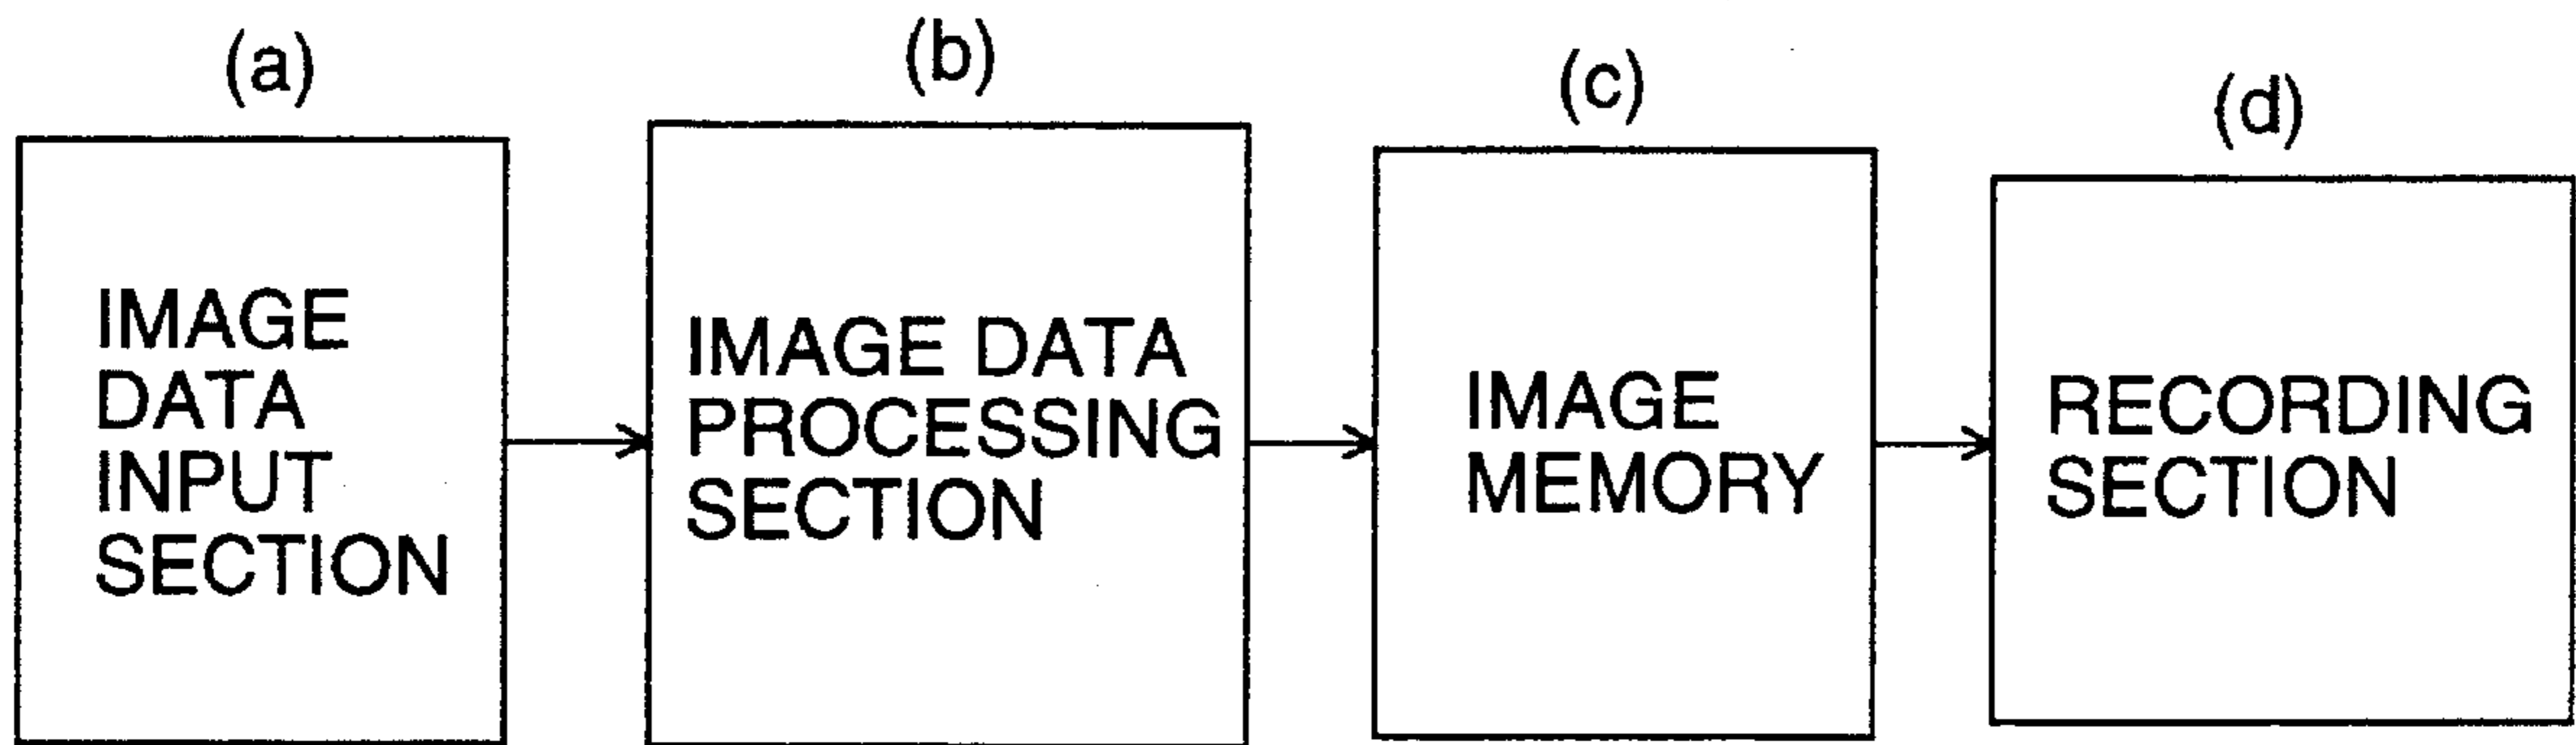 (a)
IMAGE
DATA
INPUT
SECTION
(b)
IMAGE DATA
PROCESSING
SECTION
(c)
IMAGE
MEMORY
(d)
RECORDING
SECTION